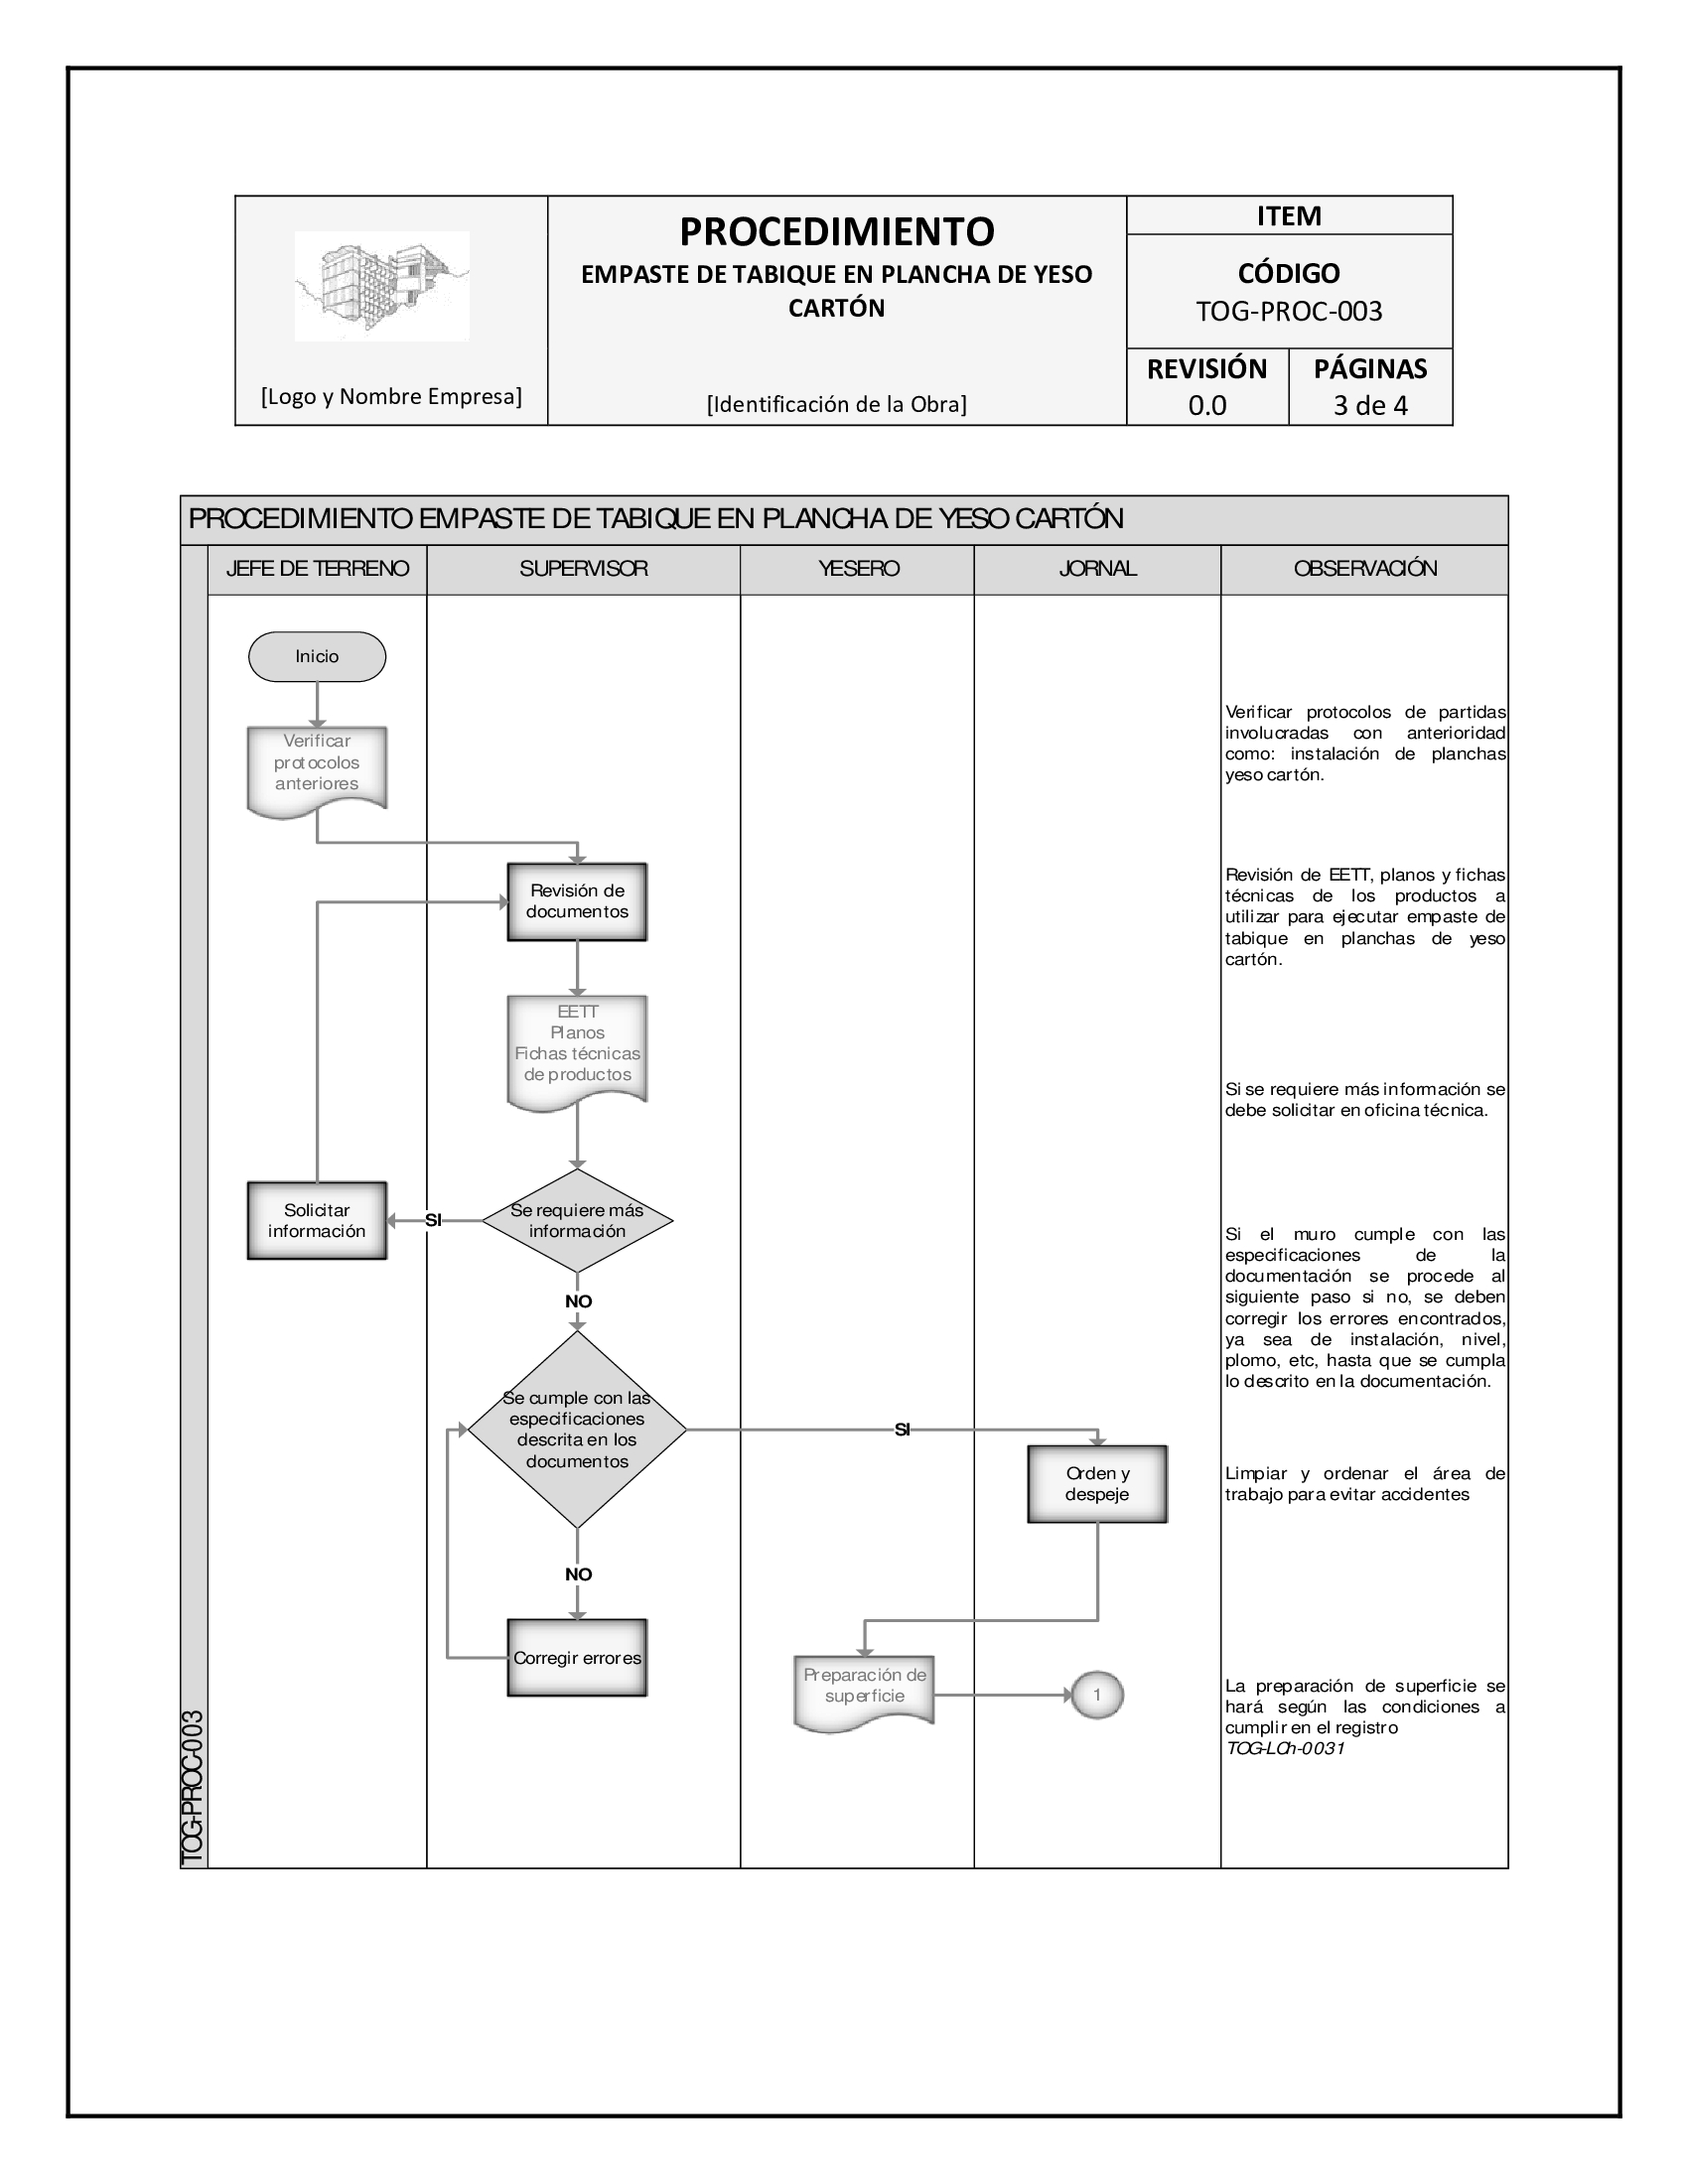 PROCEDIMIENTO
EMPASTE DE TABIQUE EN PLANCHA DE YESO
CARTÓN
[Logo y Nombre Empresa]
[Identificación de la Obra]
ITEM
CÓDIGO
TOG-PROC-003
REVISIÓN
0.0
PÁGINAS
3 de 4
PROCEDIMIENTO EMPASTE DE TABIQUE EN PLANCHA DE YESO CARTÓN
JEFE DE TERRENO
SUPERVISOR
YESERO
JORNAL
OBSERVACIÓN
Inicio
Verificar
protocolos
anteriores
Verificar protocolos de partidas
involucradas con anterioridad
como: instalación de planchas
yeso cartón.
Revisión de
documentos
Revisión de EETT, planos y fichas
técnicas de los productos a
utilizar para ejecutar empaste de
tabique en planchas de yeso
cartón.
EETT
Planos
Fichas técnicas
de productos
Si se requiere más información se
debe solicitar en oficina técnica.
Solicitar
información
SI
Se requiere más
información
NO
Si el muro cumple con las
especificaciones de la
documentación se procede al
siguiente paso si no, se deben
corregir los errores encontrados,
ya sea de instalación, nivel,
plomo, etc, hasta que se cumpla
lo descrito en la documentación.
Se cumple con las
especificaciones
descrita en los
documentos
SI
Orden y
despeje
Limpiar y ordenar el área de
trabajo para evitar accidentes
NO
Corregir errores
Preparación de
superficie
1
La preparación de superficie se
hará según las condiciones a
cumplir en el registro
TOG-LCh-0031
TOG-PROC-003